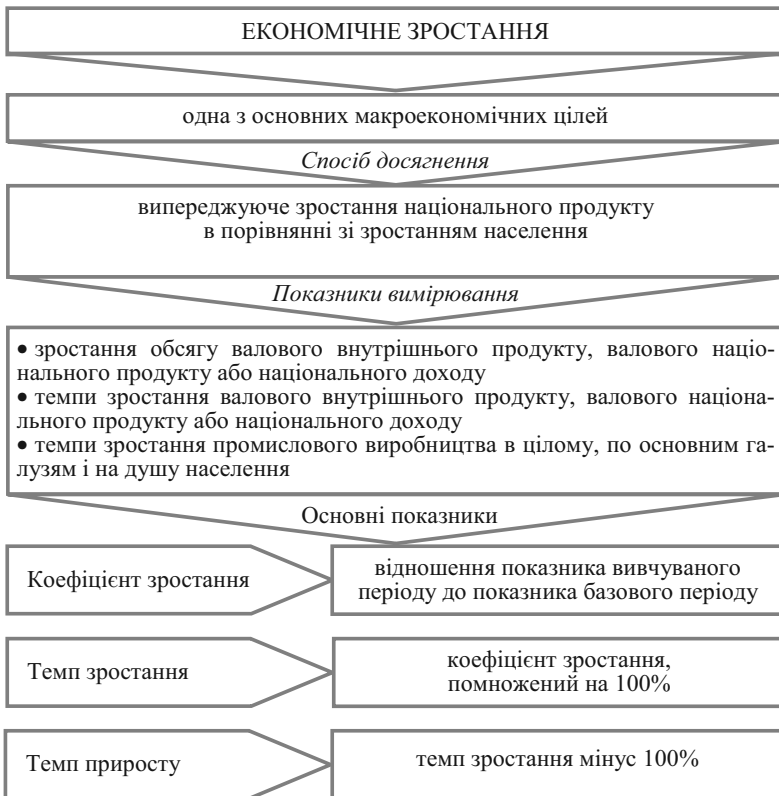 ЕКОНОМІЧНЕ ЗРОСТАННЯ
одна з основних макроекономічних цілей
Спосіб досягнення
випереджуюче зростання національного продукту
в порівнянні зі зростанням населення
Показники вимірювання
• зростання обсягу валового внутрішнього продукту, валового націо-
нального продукту або національного доходу
• темпи зростання валового внутрішнього продукту, валового націона-
льного продукту або національного доходу
• темпи зростання промислового виробництва в цілому, по основним га-
лузям і на душу населення
Основні показники
Коефіцієнт зростання
відношення показника вивчуваного
періоду до показника базового періоду
Темп зростання
коефіцієнт зростання,
помножений на 100%
Темп приросту
темп зростання мінус 100%